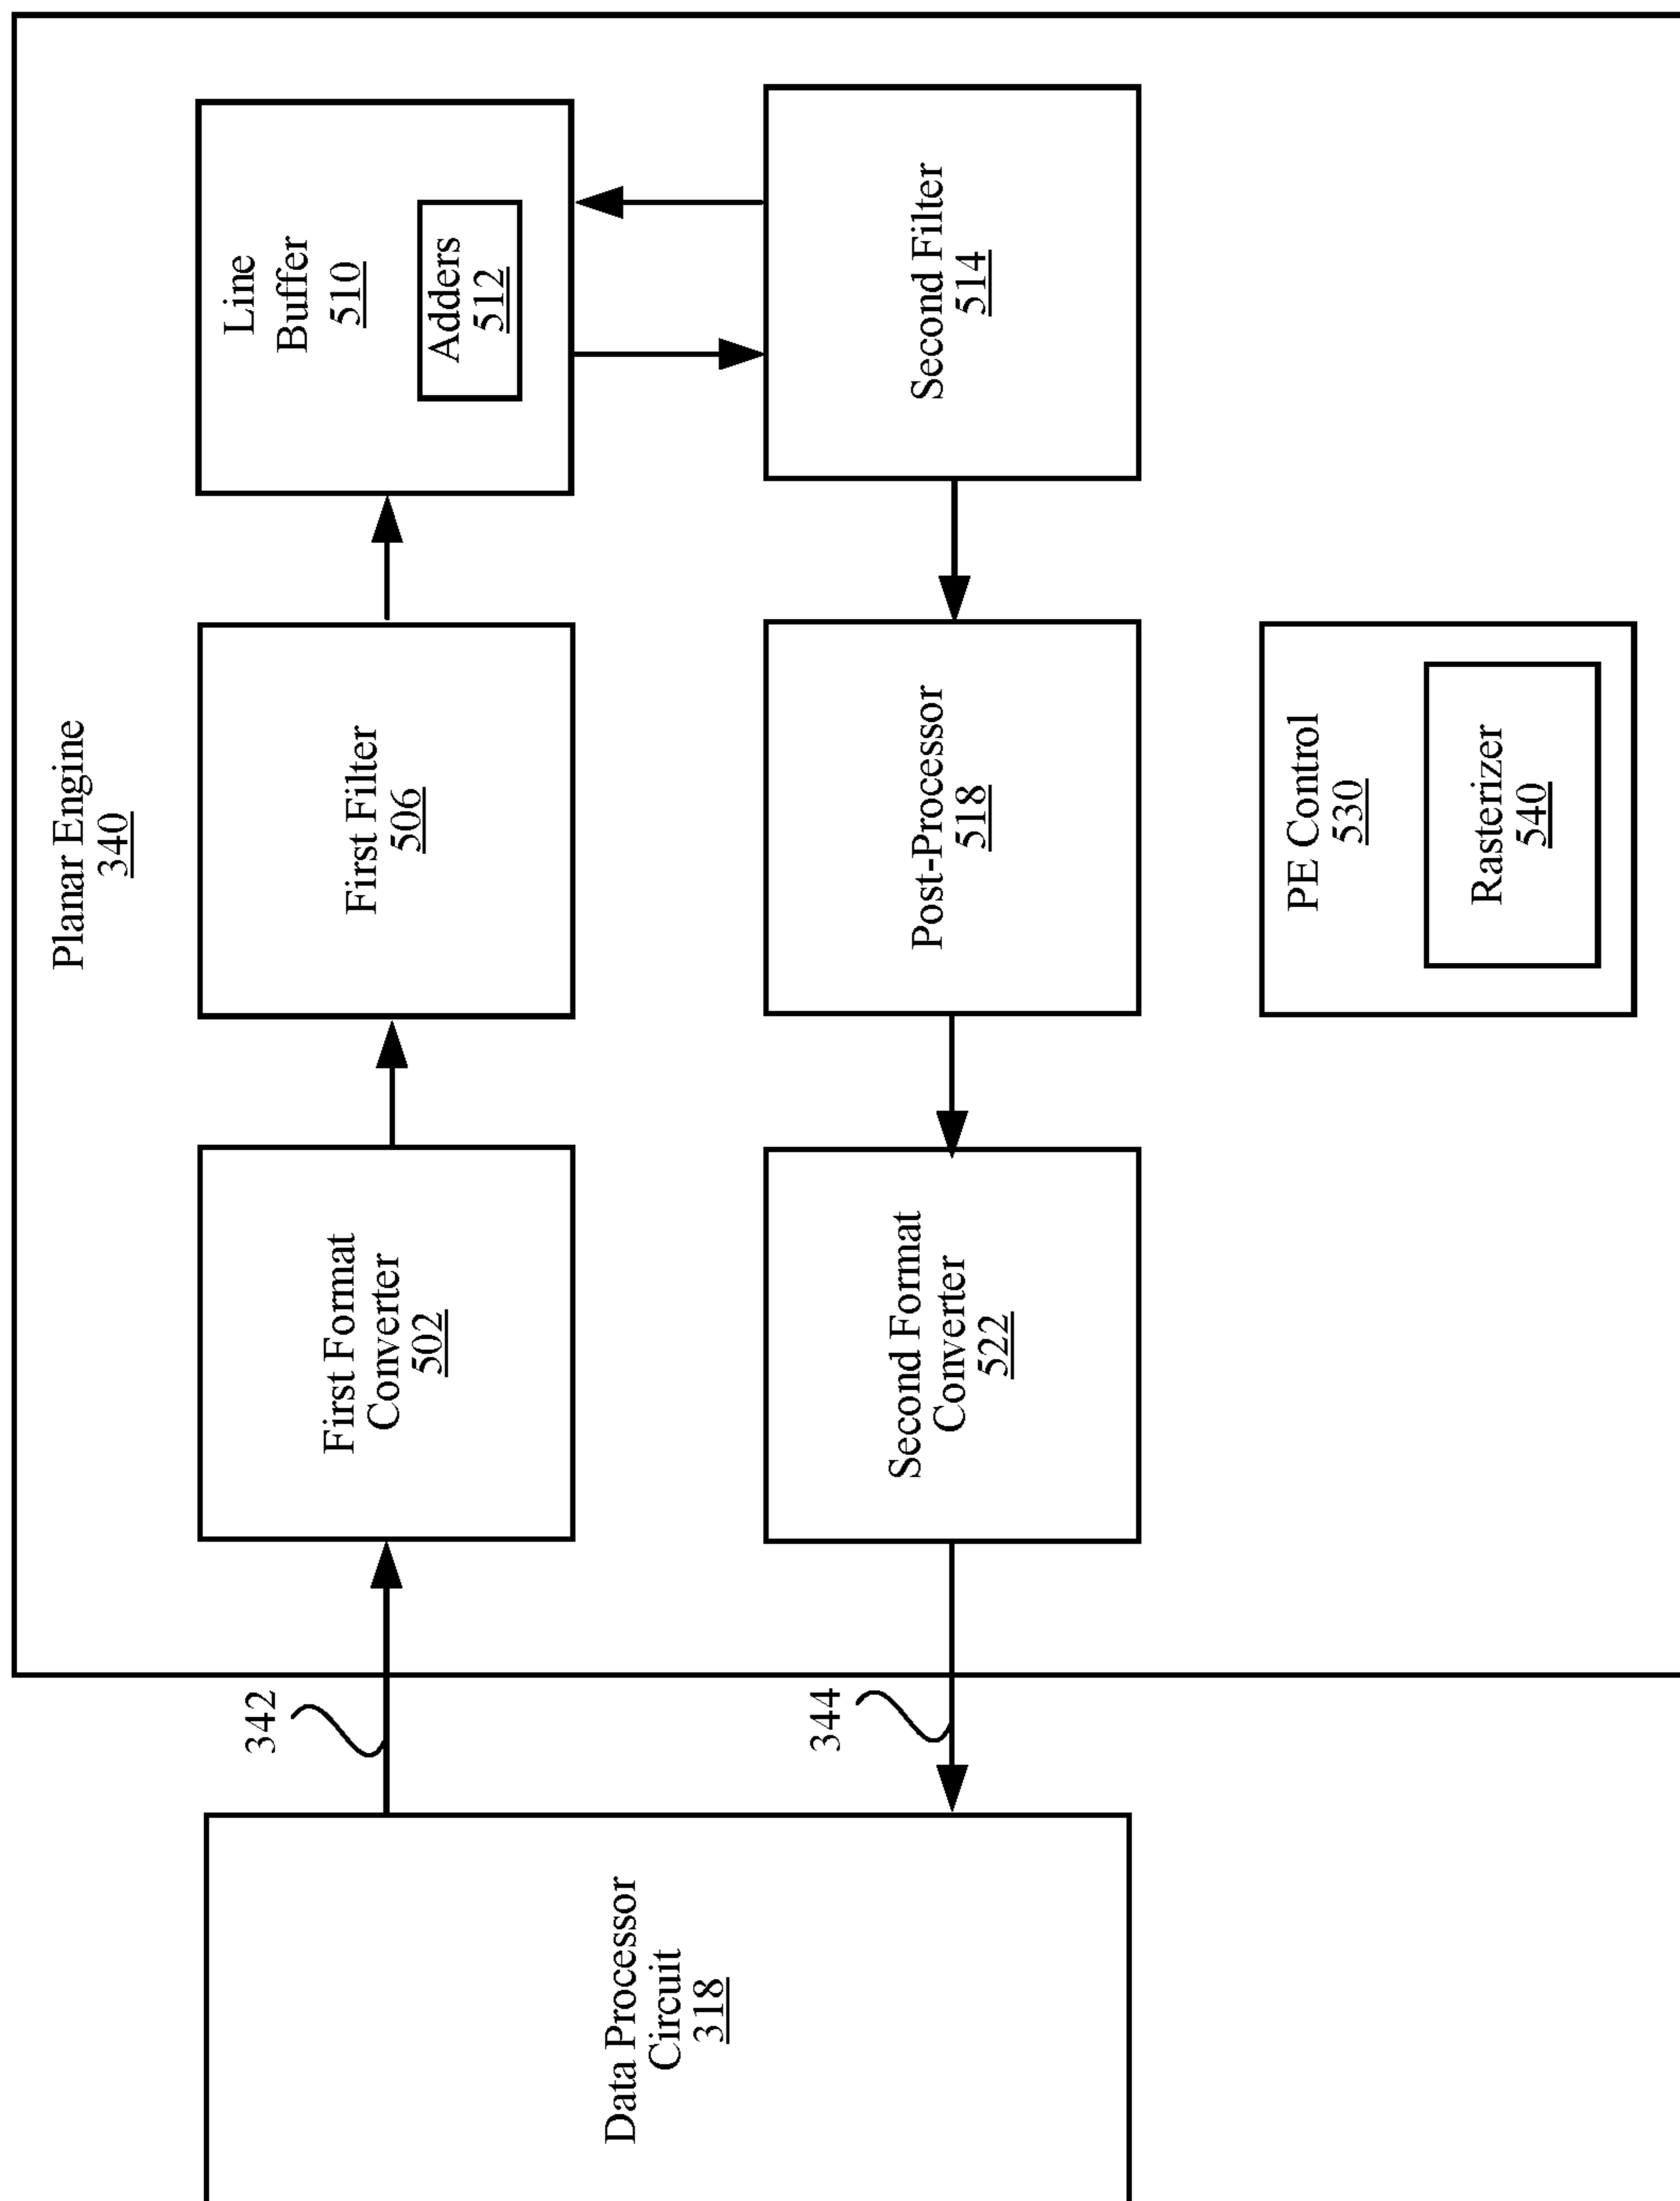 Planar Engine
340
Data Processor
Circuit
318
342
344
First Format
Converter
502
First Filter
506
Line
Buffer
510
Adders
512
Second Format
Converter
522
Post-Processor
518
Second Filter
514
PE Control
530
Rasterizer
540